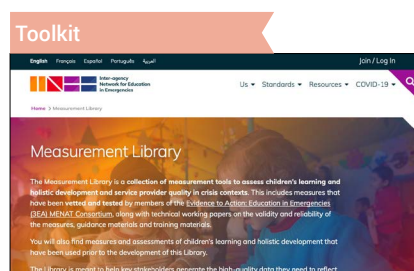 Toolkit
English Français Español Português العربية
Join / Log In
Inter-agency
Network for Education
in Emergencies
Us Standards Resources COVID-19
Home > Measurement Library
Measurement Library
The Measurement Library is a collection of measurement tools to assess children's learning and
holistic development and service provider quality in crisis contexts. This includes measures that
have been vetted and tested by members of the Evidence to Action: Education in Emergencies
(3EA) MENAT Consortium, along with technical working papers on the validity and reliability of
the measures, guidance materials and training materials.
You will also find measures and assessments of children's learning and holistic development that
have been used prior to the development of this Library.
The Library is meant to help key stakeholders generate the high-quality data they need to reflect